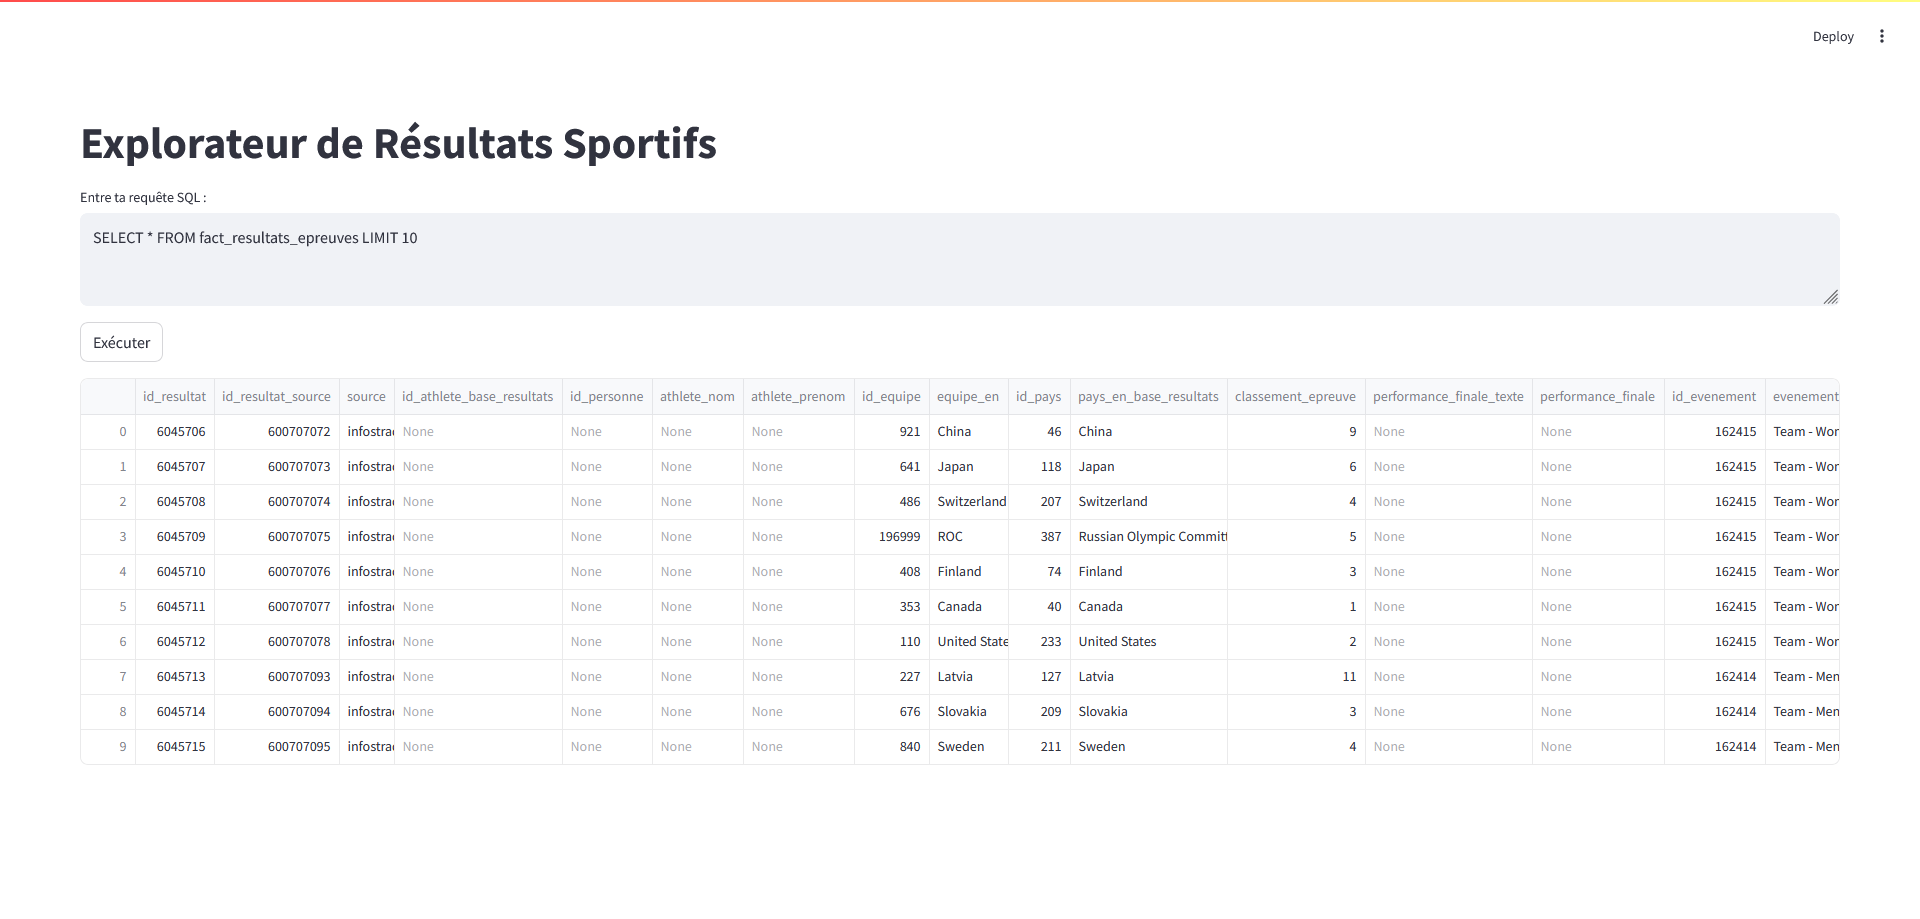 Deploy
Explorateur de Résultats Sportifs
Entre ta requête SQL :
SELECT * FROM fact_resultats_epreuves LIMIT 10
Exécuter
id_resultat id_resultat_source source id_athlete_base_resultats id_personne athlete_nom athlete_prenom id_equipe equipe_en id_pays pays_en_base_resultats classement_epreuve performance_finale_texte performance_finale id_evenement evenement
0 6045706 600707072 infostra None None None None 921 China 46 China 9 None None 162415 Team - Wor
1 6045707 600707073 infostra None None None None 641 Japan 118 Japan 6 None None 162415 Team - Wor
2 6045708 600707074 infostra None None None None 486 Switzerland 207 Switzerland 4 None None 162415 Team - Wor
3 6045709 600707075 infostra None None None None 196999 ROC 387 Russian Olympic Committ 5 None None 162415 Team - Wor
4 6045710 600707076 infostra None None None None 408 Finland 74 Finland 3 None None 162415 Team - Wor
5 6045711 600707077 infostra None None None None 353 Canada 40 Canada 1 None None 162415 Team - Wor
6 6045712 600707078 infostra None None None None 110 United State 233 United States 2 None None 162415 Team - Wor
7 6045713 600707093 infostra None None None None 227 Latvia 127 Latvia 11 None None 162414 Team - Men
8 6045714 600707094 infostra None None None None 676 Slovakia 209 Slovakia 3 None None 162414 Team - Men
9 6045715 600707095 infostra None None None None 840 Sweden 211 Sweden 4 None None 162414 Team - Men